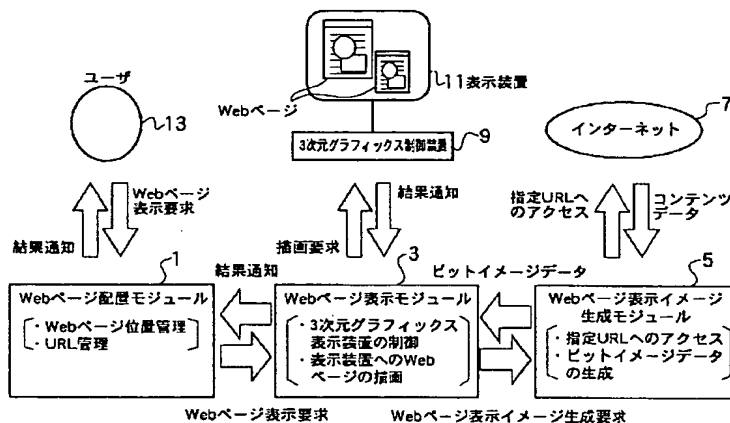 ユーザ
13
Webページ
11表示装置
3次元グラフィックス制御装置
9
インターネット
7
Webページ
表示要求
結果通知
結果通知
描画要求
指定URLへ
のアクセス
コンテンツ
データ
1
結果通知
3
ビットイメージデータ
5
Webページ配置モジュール
・Webページ位置管理
・URL管理
Webページ表示モジュール
・3次元グラフィックス
表示装置の制御
・表示装置へのWeb
ページの描画
Webページ表示イメージ
生成モジュール
・指定URLへのアクセス
・ビットイメージデータ
の生成
Webページ表示要求
Webページ表示イメージ生成要求